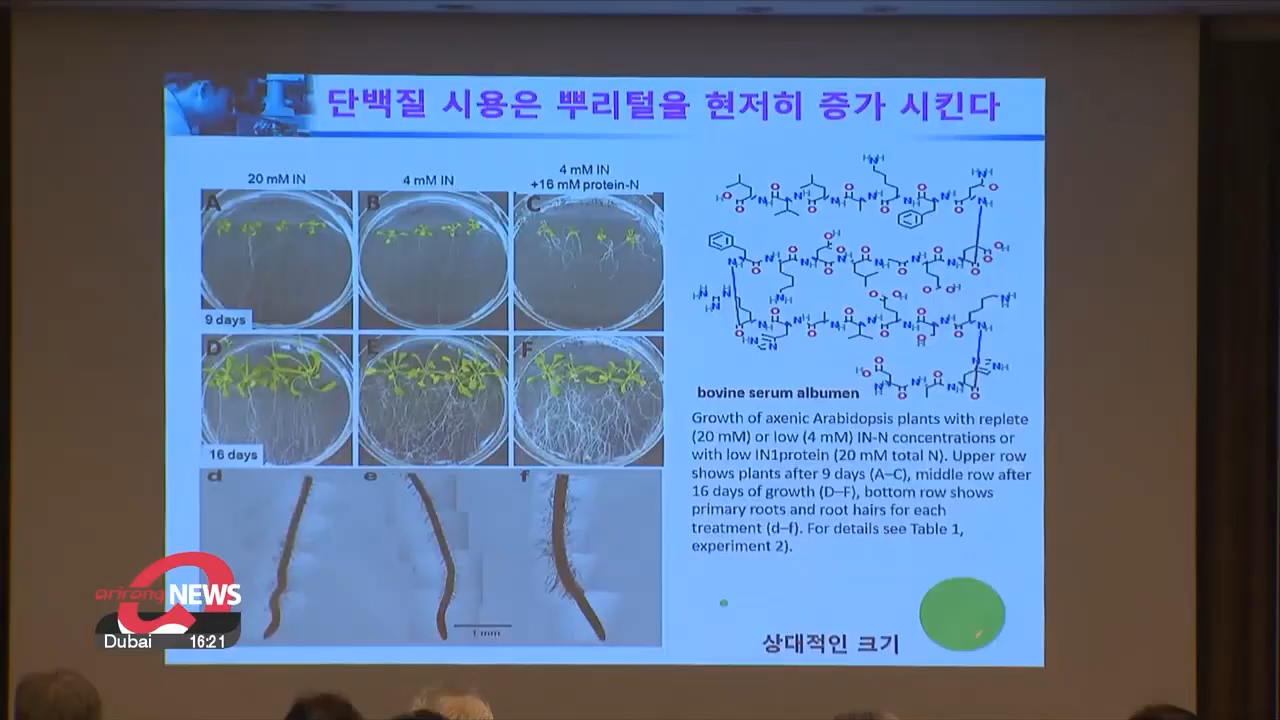 단백질 시용은 뿌리털을 현저히 증가 시킨다
20 mM IN
4 mM IN
4 mM IN
+16 mM protein-N
A
B
C
9 days
D
E
F
16 days
d
e
f
1 mm
bovine serum albumen
Growth of axenic Arabidopsis plants with replete
(20 mM) or low (4 mM) IN-N concentrations or
with low IN1protein (20 mM total N). Upper row
shows plants after 9 days (A–C), middle row after
16 days of growth (D–F), bottom row shows
primary roots and root hairs for each
treatment (d–f). For details see Table 1,
experiment 2).
상대적인 크기
arirang NEWS
Dubai 16:21